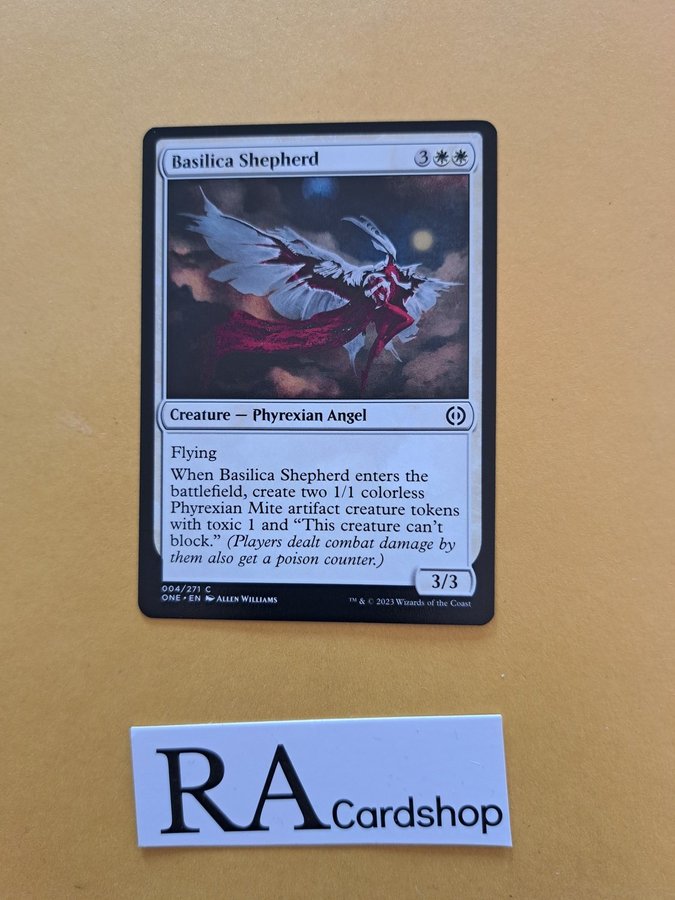 Basilica Shepherd 3
Creature — Phyrexian Angel
Flying
When Basilica Shepherd enters the
battlefield, create two 1/1 colorless
Phyrexian Mite artifact creature tokens
with toxic 1 and “This creature can’t
block.” (Players dealt combat damage by
them also get a poison counter.)
3/3
004/271 C
ONE • EN ALLEN WILLIAMS ™ & © 2023 Wizards of the Coast
RA Cardshop